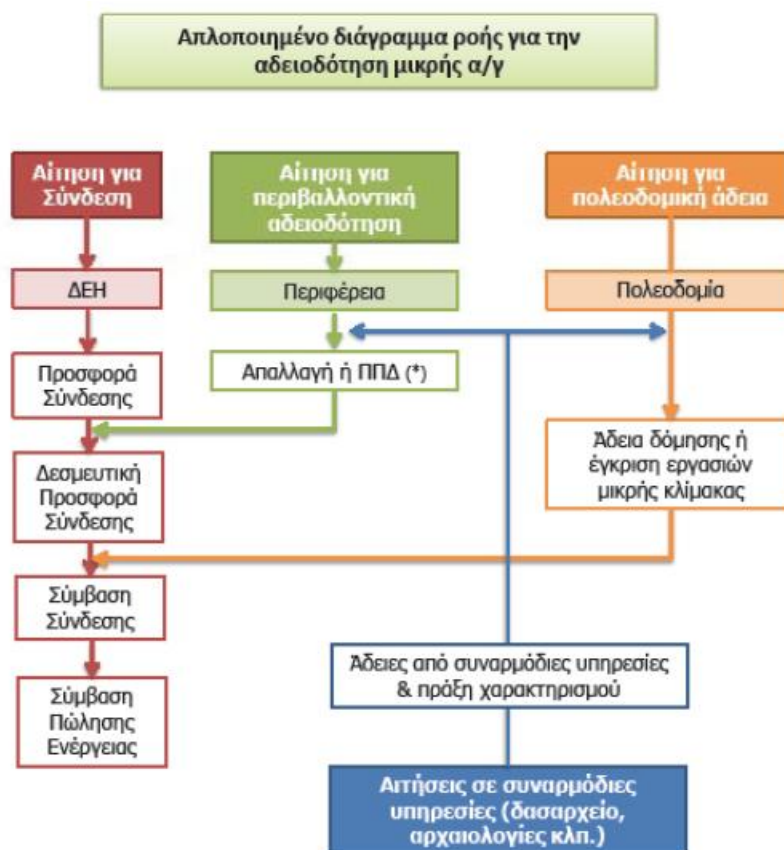 Απλοποιημένο διάγραμμα ροής για την
αδειοδότηση μικρής α/γ
Αίτηση για
Σύνδεση
Αίτηση για
περιβαλλοντική
αδειοδότηση
Αίτηση για
πολεοδομική άδεια
ΔΕΗ
Περιφέρεια
Πολεοδομία
Προσφορά
Σύνδεσης
Απαλλαγή ή ΠΠΔ (*)
Δεσμευτική
Προσφορά
Σύνδεσης
Άδεια δόμησης ή
έγκριση εργασιών
μικρής κλίμακας
Σύμβαση
Σύνδεσης
Σύμβαση
Πώλησης
Ενέργειας
Άδειες από συναρμόδιες υπηρεσίες
& πράξη χαρακτηρισμού
Αιτήσεις σε συναρμόδιες
υπηρεσίες (δασαρχείο,
αρχαιολογίες κλπ.)